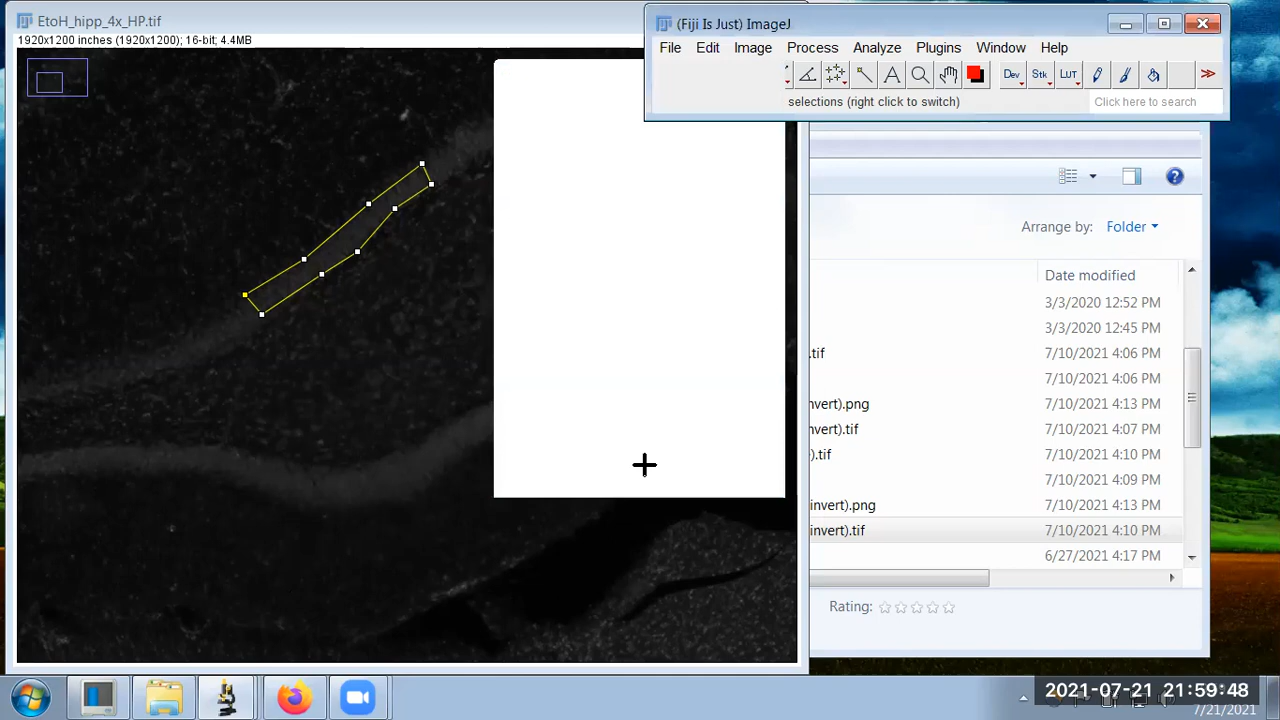 EtoH_hipp_4x_HP.tif
1920x1200 inches (1920x1200); 16-bit; 4.4MB
(Fiji Is Just) ImageJ
File Edit Image Process Analyze Plugins Window Help
Dev Stk LUT
selections (right click to switch)
Click here to search
Arrange by: Folder
Date modified
3/3/2020 12:52 PM
3/3/2020 12:45 PM
.tif 7/10/2021 4:06 PM
7/10/2021 4:06 PM
nvert).png 7/10/2021 4:13 PM
nvert).tif 7/10/2021 4:07 PM
).tif 7/10/2021 4:10 PM
7/10/2021 4:09 PM
invert).png 7/10/2021 4:13 PM
invert).tif 7/10/2021 4:10 PM
6/27/2021 4:17 PM
Rating:
2021-07-21 21:59:48
7/21/2021